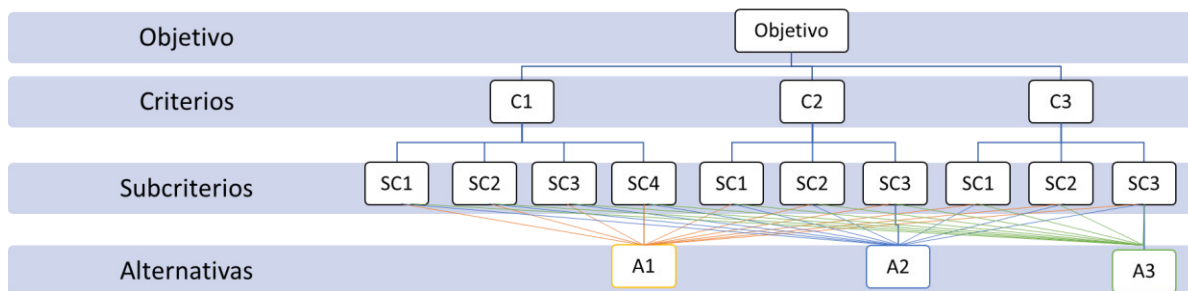 Objetivo
Objetivo
Criterios
C1
C2
C3
Subcriterios
SC1
SC2
SC3
SC4
SC1
SC2
SC3
SC1
SC2
SC3
Alternativas
A1
A2
A3